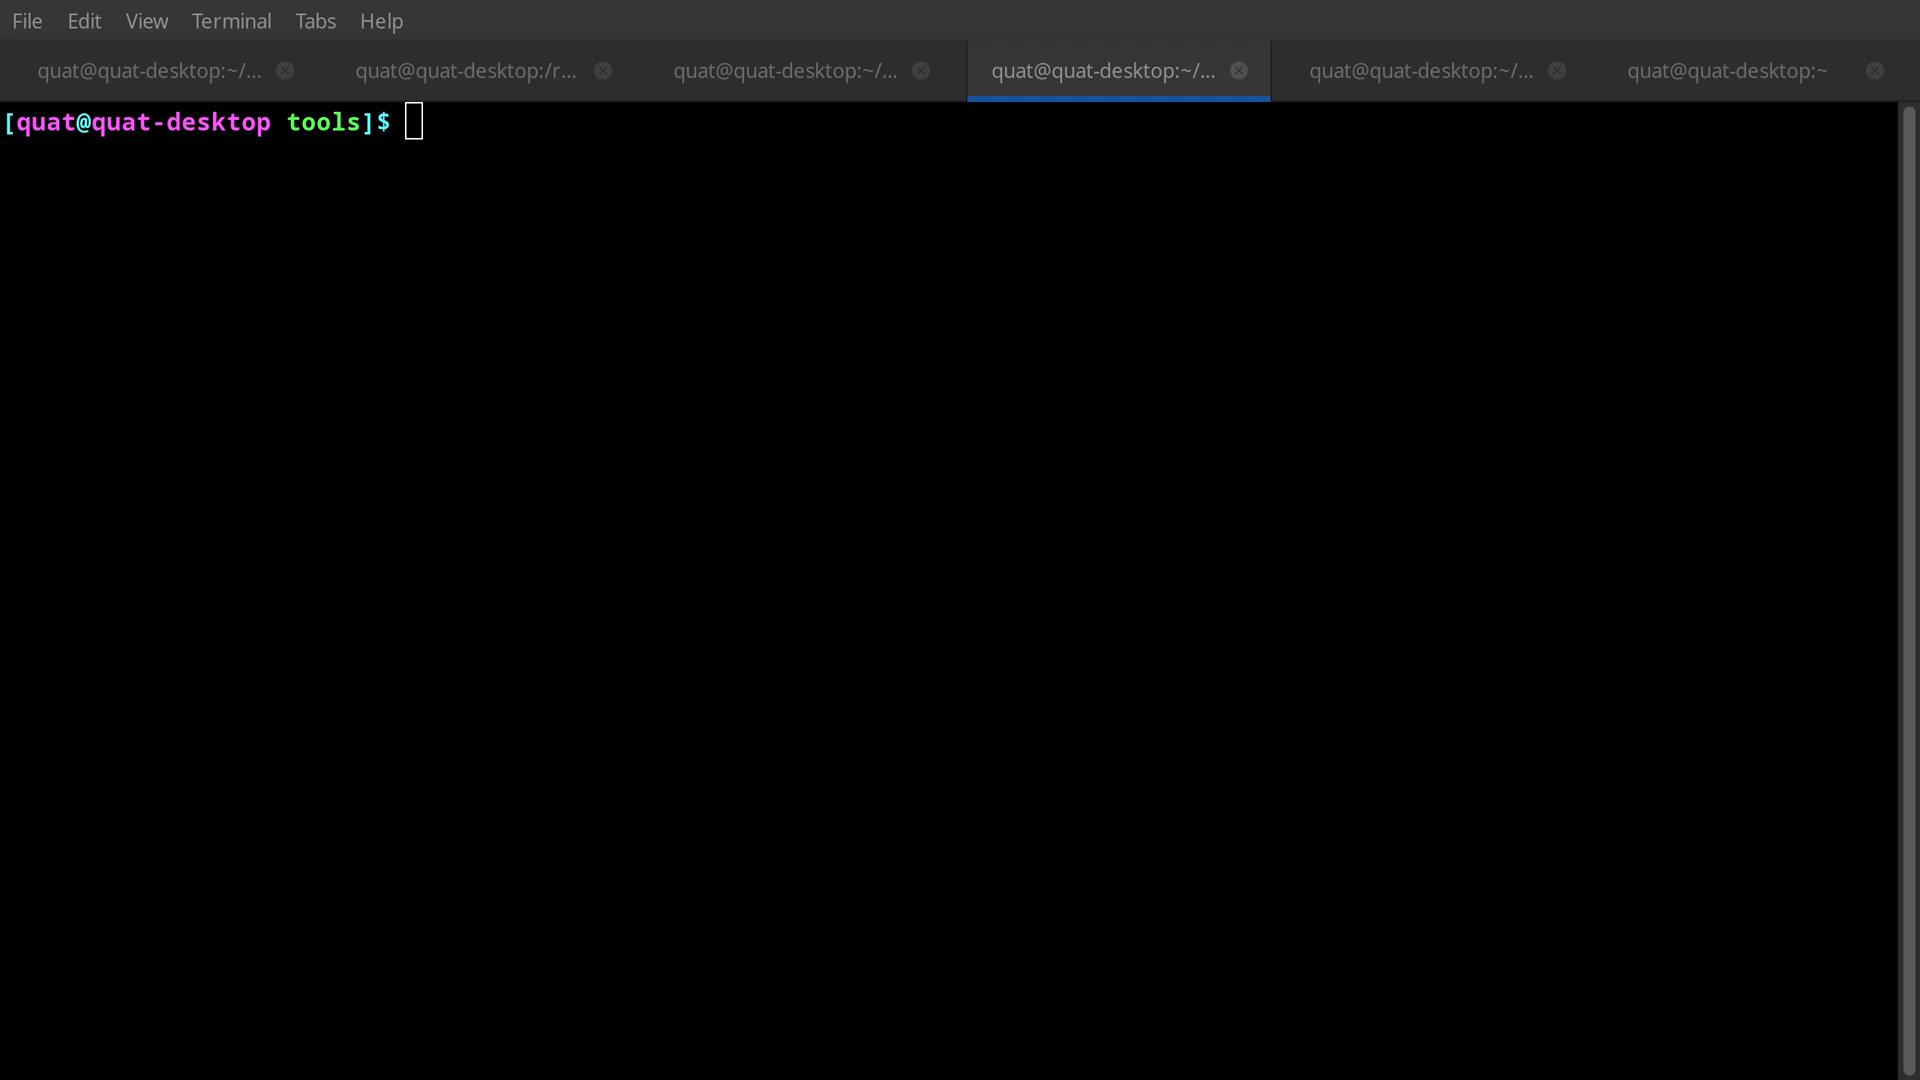 File Edit View Terminal Tabs Help
quat@quat-desktop:~/... quat@quat-desktop:/r... quat@quat-desktop:~/... quat@quat-desktop:~/... quat@quat-desktop:~/... quat@quat-desktop:~
[quat@quat-desktop tools]$